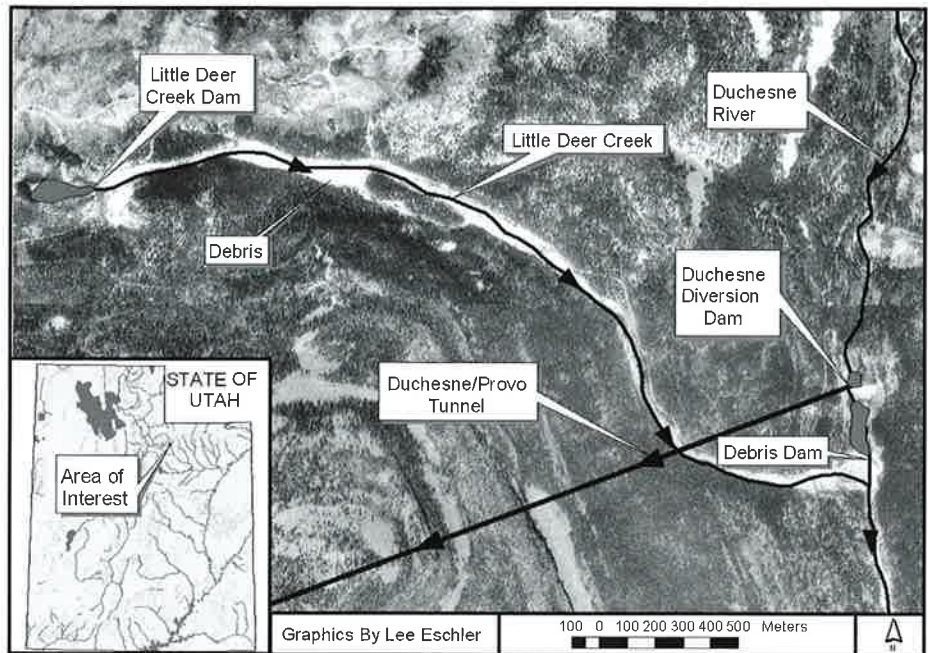 Little Deer
Creek Dam
Duchesne
River
Little Deer Creek
Debris
Duchesne
Diversion
Dam
STATE OF
UTAH
Duchesne/Provo
Tunnel
Debris Dam
Area of
Interest
Graphics By Lee Eschler
100 0 100 200 300 400 500 Meters
N